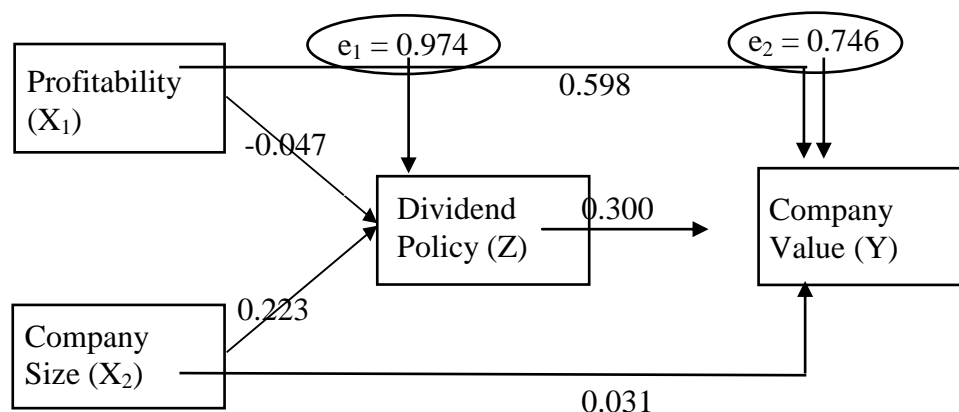 e₁ = 0.974
e₂ = 0.746
Profitability
(X₁)
0.598
-0.047
Dividend
Policy (Z)
0.300
Company
Value (Y)
0.223
Company
Size (X₂)
0.031